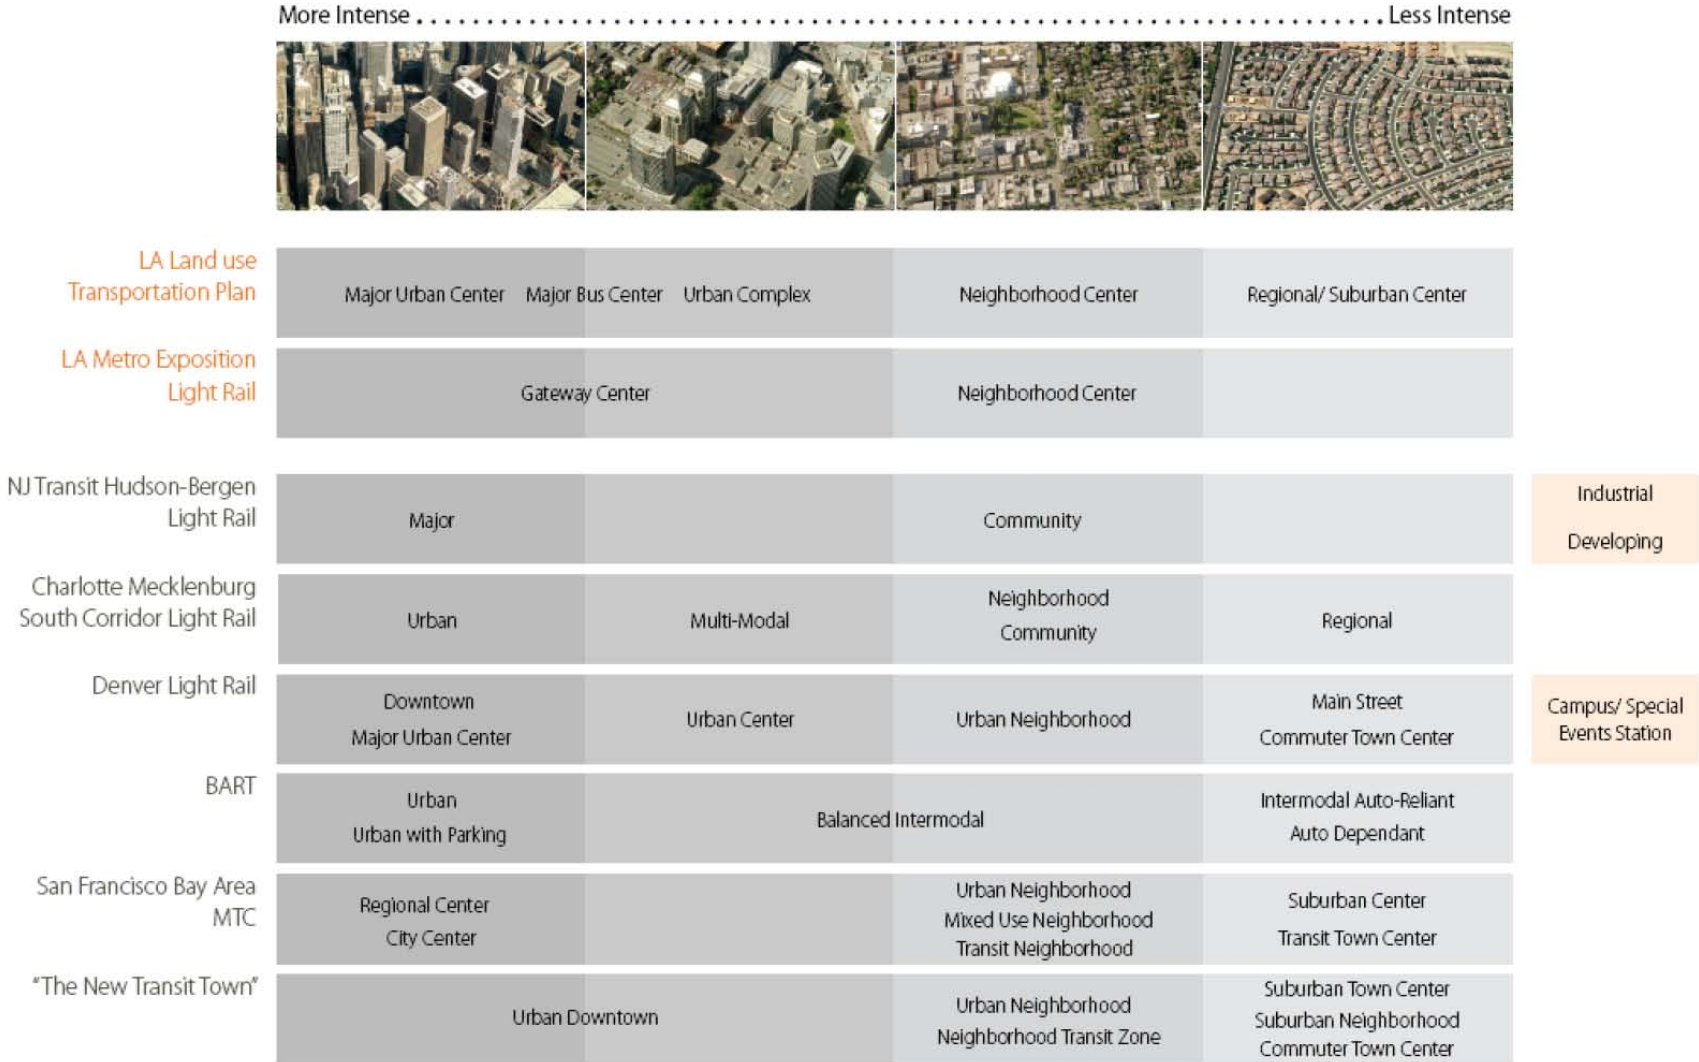 More Intense . . . . . . . . . . . . . . . . . . . . . . . . . . . . . . . . . . . . . . . . . . . . . . . . . . . . . . . . . . . . . . . . . . . . . . Less Intense
LA Land use
Transportation Plan
Major Urban Center Major Bus Center Urban Complex Neighborhood Center Regional/ Suburban Center
LA Metro Exposition
Light Rail
Gateway Center Neighborhood Center
NJ Transit Hudson-Bergen
Light Rail
Major Community
Industrial
Developing
Charlotte Mecklenburg
South Corridor Light Rail
Urban Multi-Modal
Neighborhood
Community
Regional
Denver Light Rail
Downtown
Major Urban Center
Urban Center
Urban Neighborhood
Main Street
Commuter Town Center
Campus/ Special
Events Station
BART
Urban
Urban with Parking
Balanced Intermodal
Intermodal Auto-Reliant
Auto Dependant
San Francisco Bay Area
MTC
Regional Center
City Center
Urban Neighborhood
Mixed Use Neighborhood
Transit Neighborhood
Suburban Center
Transit Town Center
"The New Transit Town"
Urban Downtown
Urban Neighborhood
Neighborhood Transit Zone
Suburban Town Center
Suburban Neighborhood
Commuter Town Center